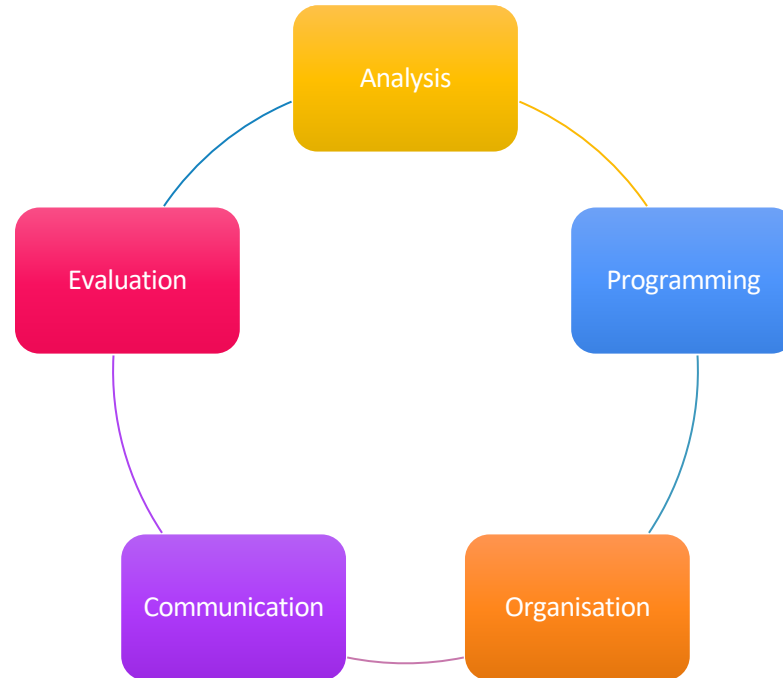 Analysis
Programming
Organisation
Communication
Evaluation